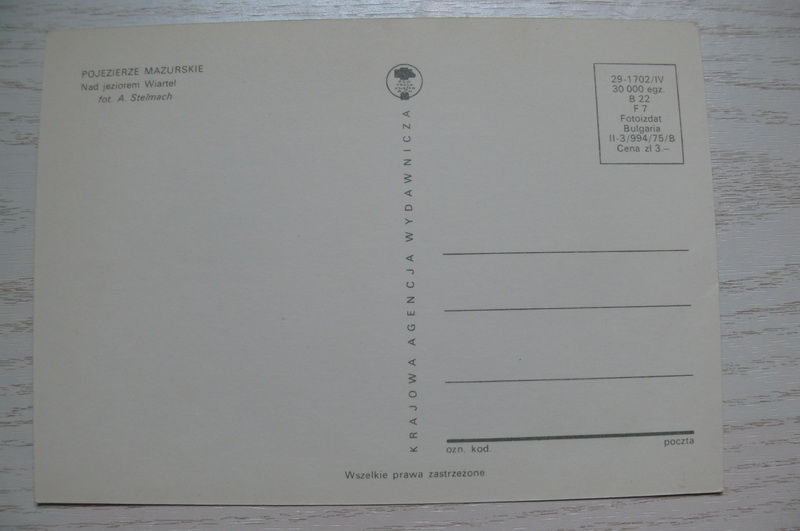 POJEZIERZE MAZURSKIE
Nad jeziorem Wiartel
fot. A. Stelmach
KRAJOWA AGENCJA WYDAWNICZA
29-1702/IV
30 000 egz.
B 22
F 7
Fotoizdat
Bulgaria
II-3/994/75/B
Cena zł 3.—
ozn. kod.
poczta
Wszelkie prawa zastrzeżone